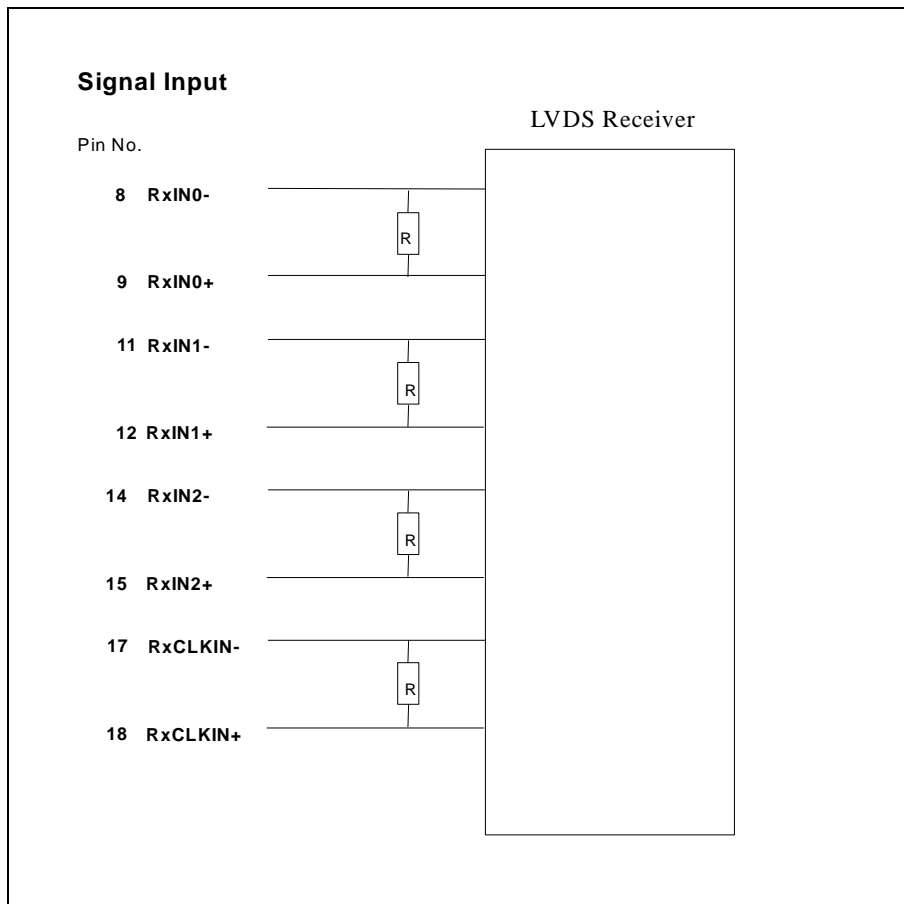 Signal Input
LVDS Receiver
Pin No.
8 RxIN0-
R
9 RxIN0+
11 RxIN1-
R
12 RxIN1+
14 RxIN2-
R
15 RxIN2+
17 RxCLKIN-
R
18 RxCLKIN+